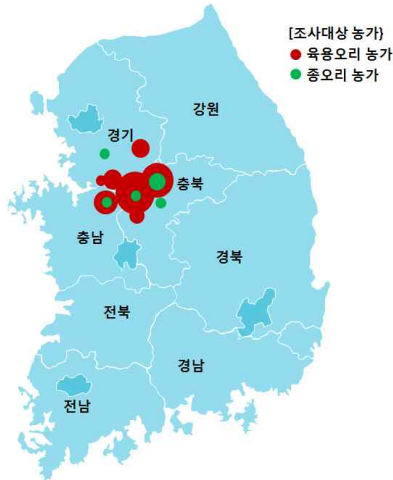 [조사대상 농가}
육용오리 농가
종오리 농가
강원
경기
충북
충남
경북
전북
경남
전남